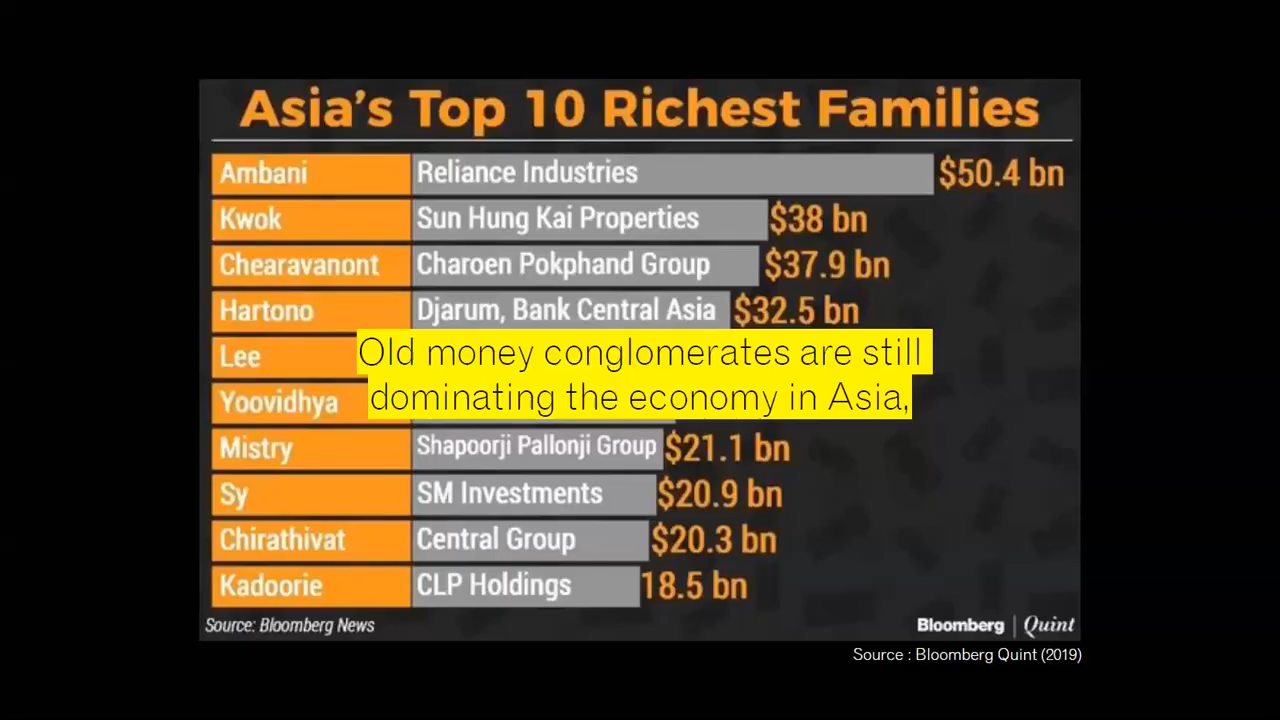 Asia's Top 10 Richest Families
Ambani Reliance Industries $50.4 bn
Kwok Sun Hung Kai Properties $38 bn
Chearavanont Charoen Pokphand Group $37.9 bn
Hartono Djarum, Bank Central Asia $32.5 bn
Lee
Old money conglomerates are still
dominating the economy in Asia,
Yoovidhya
Mistry Shapoorji Pallonji Group $21.1 bn
Sy SM Investments $20.9 bn
Chirathivat Central Group $20.3 bn
Kadoorie CLP Holdings 18.5 bn
Source: Bloomberg News
Bloomberg | Quint
Source : Bloomberg Quint (2019)